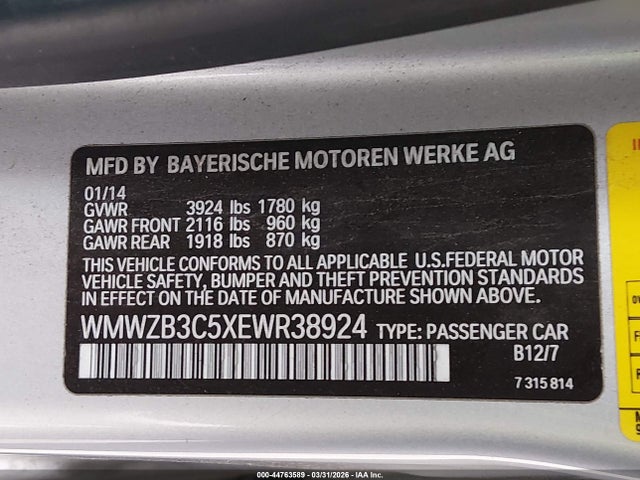 MFD BY BAYERISCHE MOTOREN WERKE AG
01/14
GVWR 3924 lbs 1780 kg
GAWR FRONT 2116 lbs 960 kg
GAWR REAR 1918 lbs 870 kg
THIS VEHICLE CONFORMS TO ALL APPLICABLE U.S.FEDERAL MOTOR
VEHICLE SAFETY, BUMPER AND THEFT PREVENTION STANDARDS
IN EFFECT ON THE DATE OF MANUFACTURE SHOWN ABOVE.
WMWZB3C5XEWR38924 TYPE: PASSENGER CAR
B12/7
7 315 814
000-44763589 - 03/31/2026 - IAA Inc.